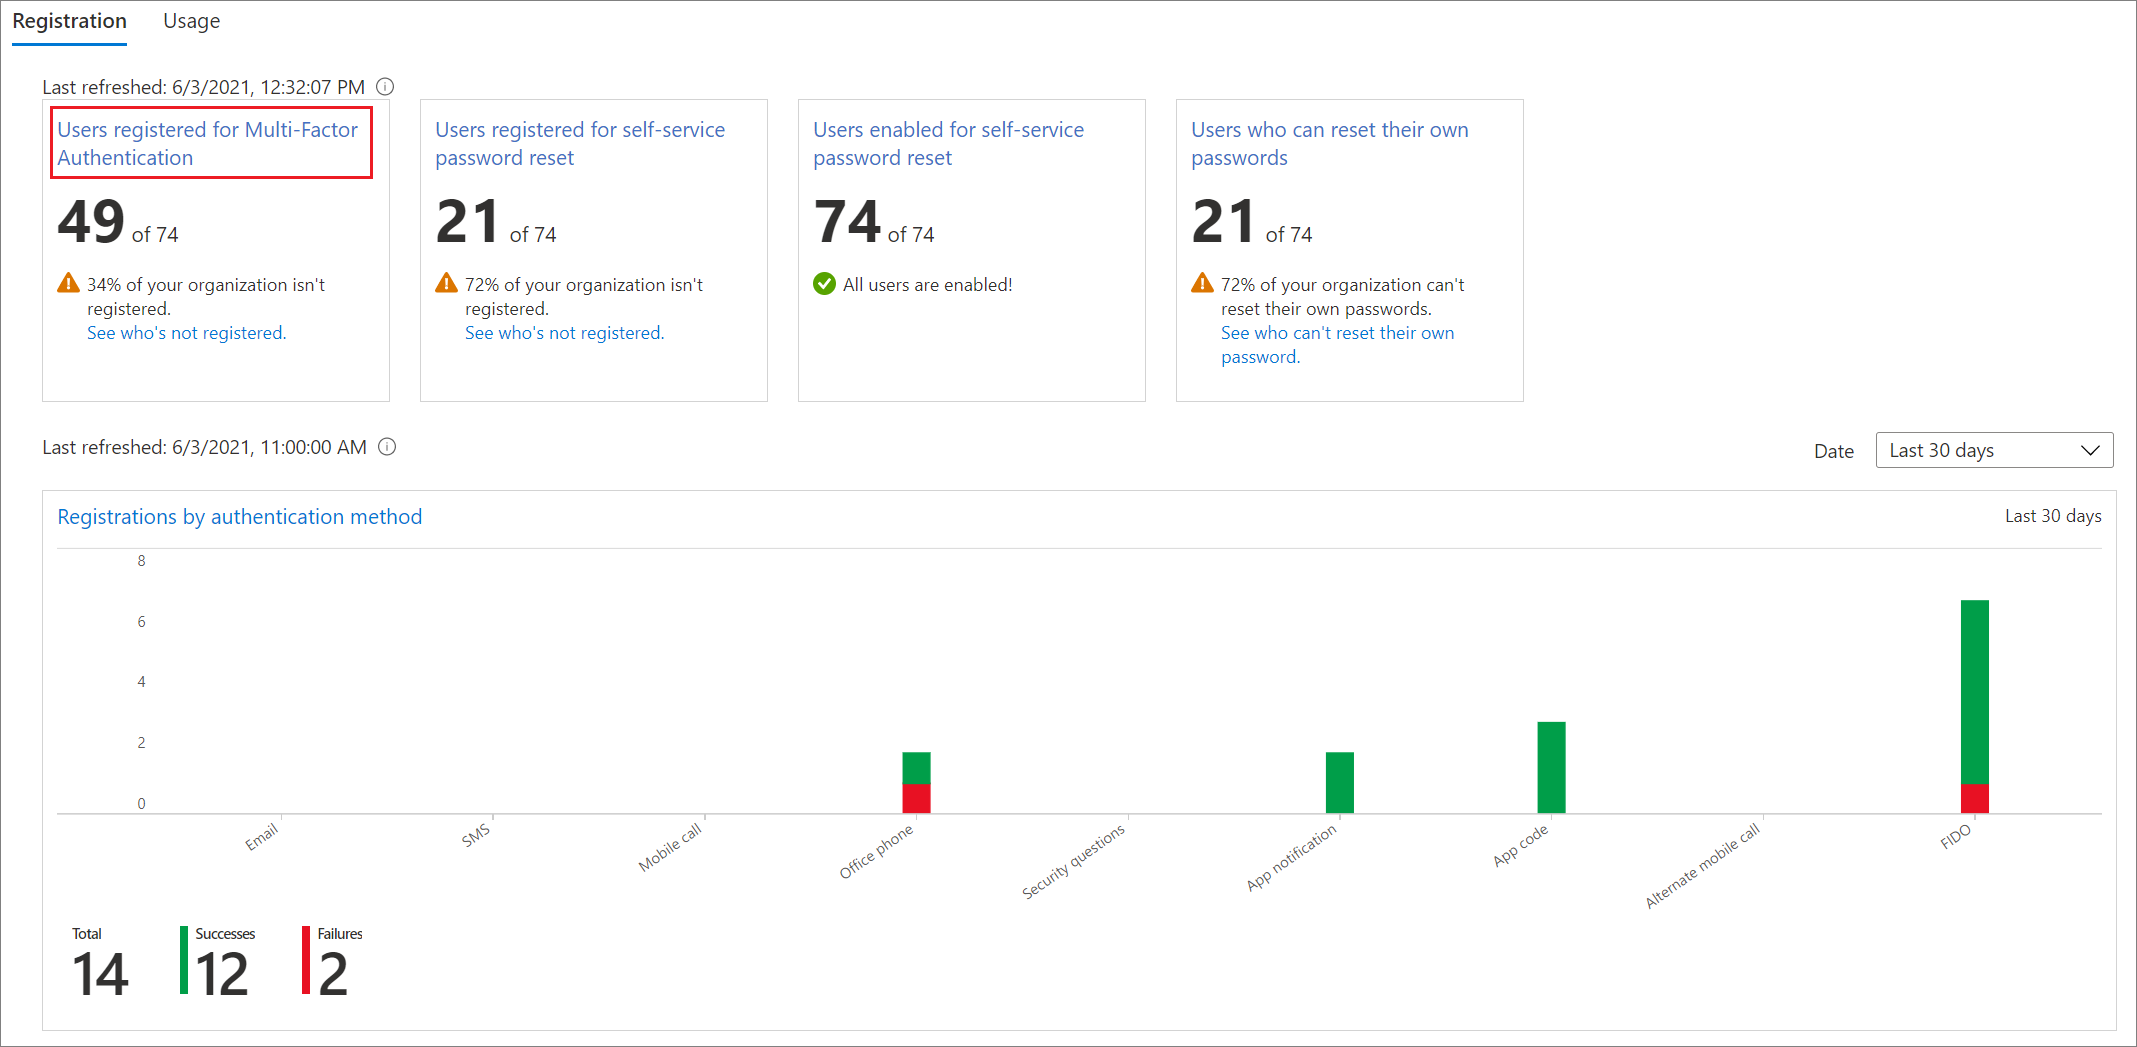 Registration Usage
Last refreshed: 6/3/2021, 12:32:07 PM
Users registered for Multi-Factor
Authentication
49 of 74
34% of your organization isn't
registered.
See who's not registered.
Users registered for self-service
password reset
21 of 74
72% of your organization isn't
registered.
See who's not registered.
Users enabled for self-service
password reset
74 of 74
All users are enabled!
Users who can reset their own
passwords
21 of 74
72% of your organization can't
reset their own passwords.
See who can't reset their own
password.
Last refreshed: 6/3/2021, 11:00:00 AM
Date Last 30 days
Registrations by authentication method
Last 30 days
8
6
4
2
0
Email
SMS
Mobile call
Office phone
Security questions
App notification
App code
Alternate mobile call
FIDO
Total
14
Successes
12
Failures
2